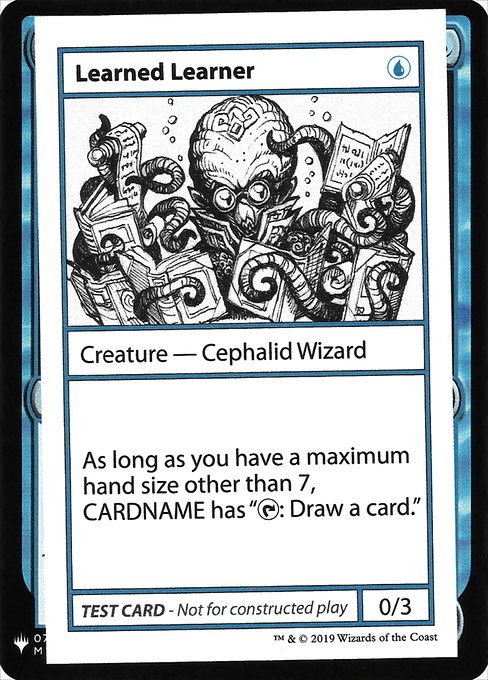 Learned Learner
Creature — Cephalid Wizard
As long as you have a maximum
hand size other than 7,
CARDNAME has “: Draw a card.”
TEST CARD - Not for constructed play
0/3
™ & © 2019 Wizards of the Coast
07
M